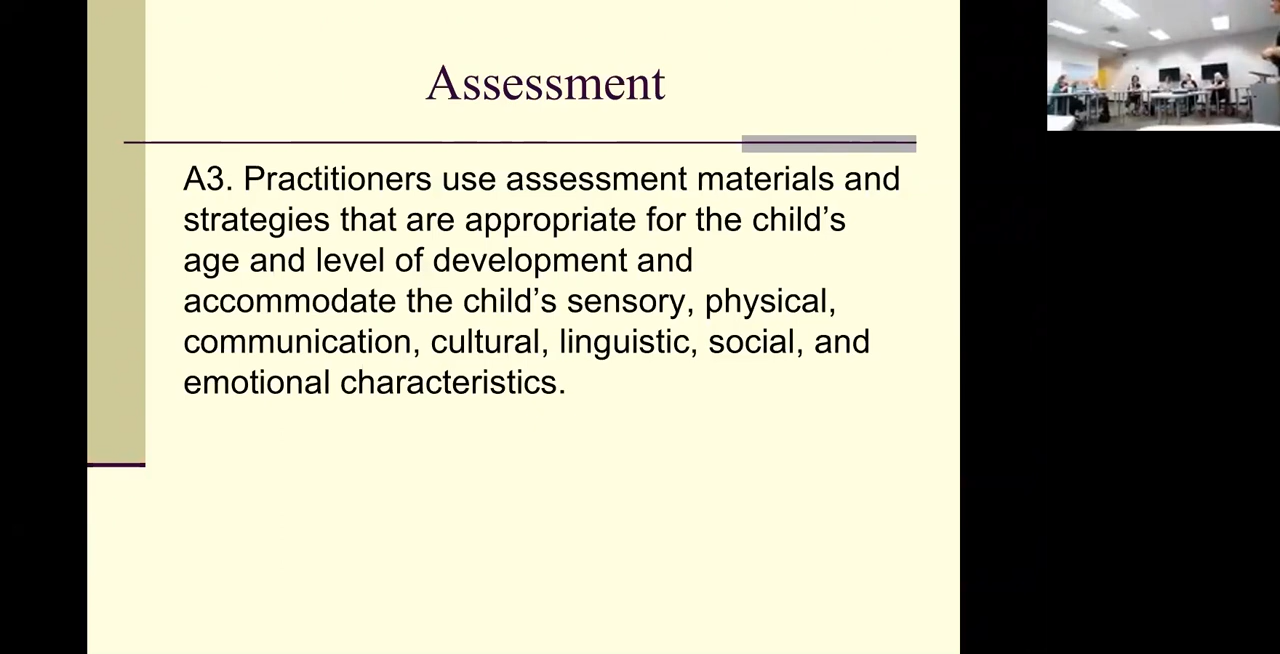 Assessment
A3. Practitioners use assessment materials and
strategies that are appropriate for the child’s
age and level of development and
accommodate the child’s sensory, physical,
communication, cultural, linguistic, social, and
emotional characteristics.